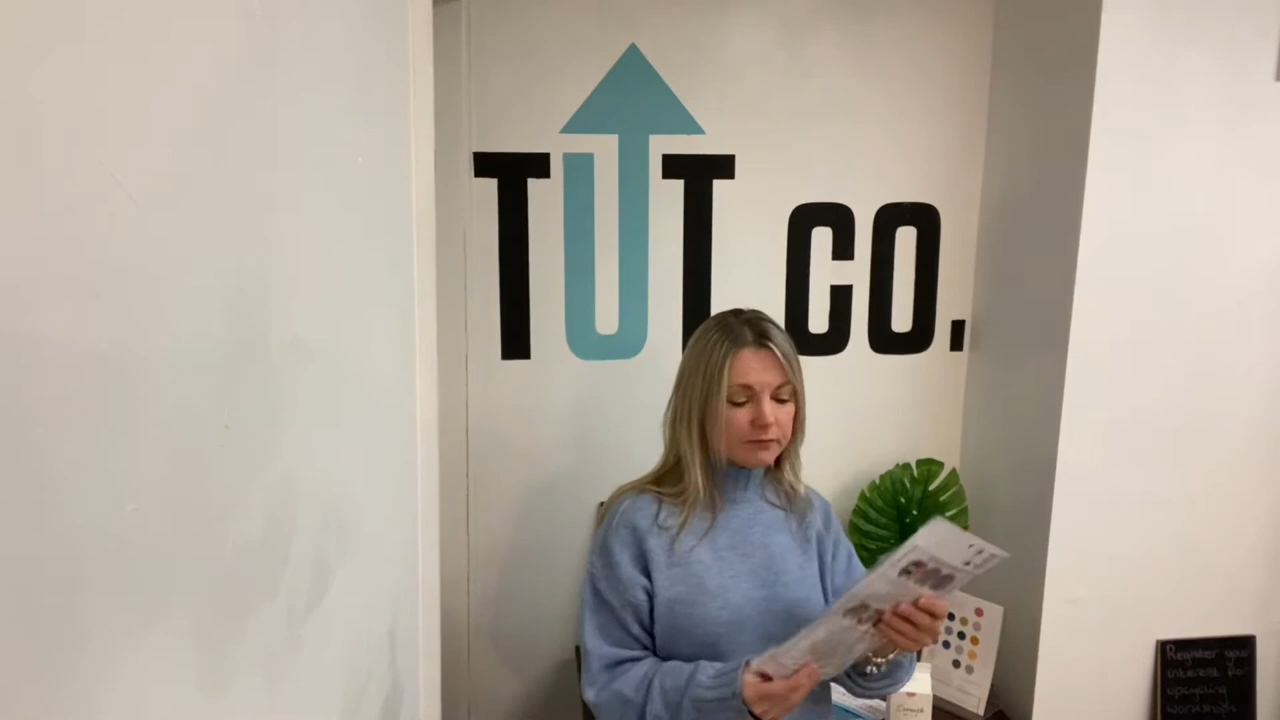 TUT CO.
Register your
interest for
upcycling
workshops